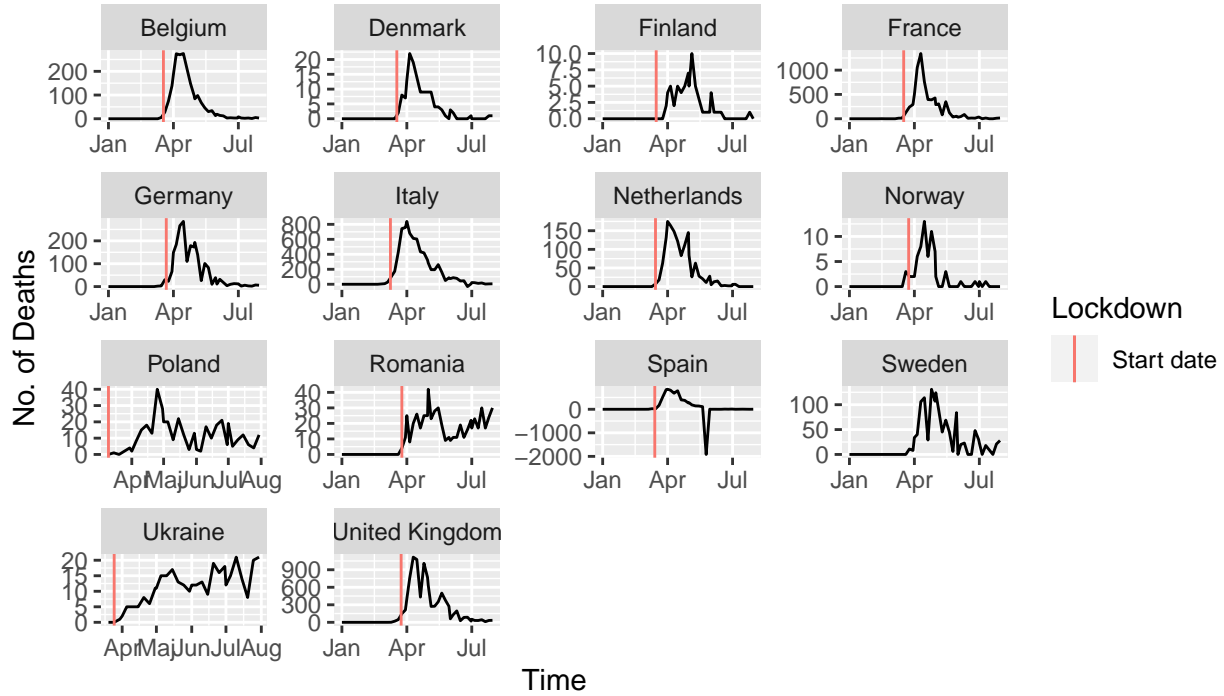 Belgium Denmark Finland France
200
100
0
Jan Apr Jul
20
15
10
5
0
Jan Apr Jul
10.0
7.5
5.0
2.5
0.0
Jan Apr Jul
1000
500
0
Jan Apr Jul
Germany Italy Netherlands Norway
200
100
0
Jan Apr Jul
800
600
400
200
0
Jan Apr Jul
150
100
50
0
Jan Apr Jul
10
5
0
Jan Apr Jul
Poland Romania Spain Sweden
40
30
20
10
0
Apr Maj Jun Jul Aug
40
30
20
10
0
Jan Apr Jul
0
−1000
−2000
Jan Apr Jul
100
50
0
Jan Apr Jul
Ukraine United Kingdom
20
15
10
5
0
Apr Maj Jun Jul Aug
900
600
300
0
Jan Apr Jul
No. of Deaths
Time
Lockdown
Start date